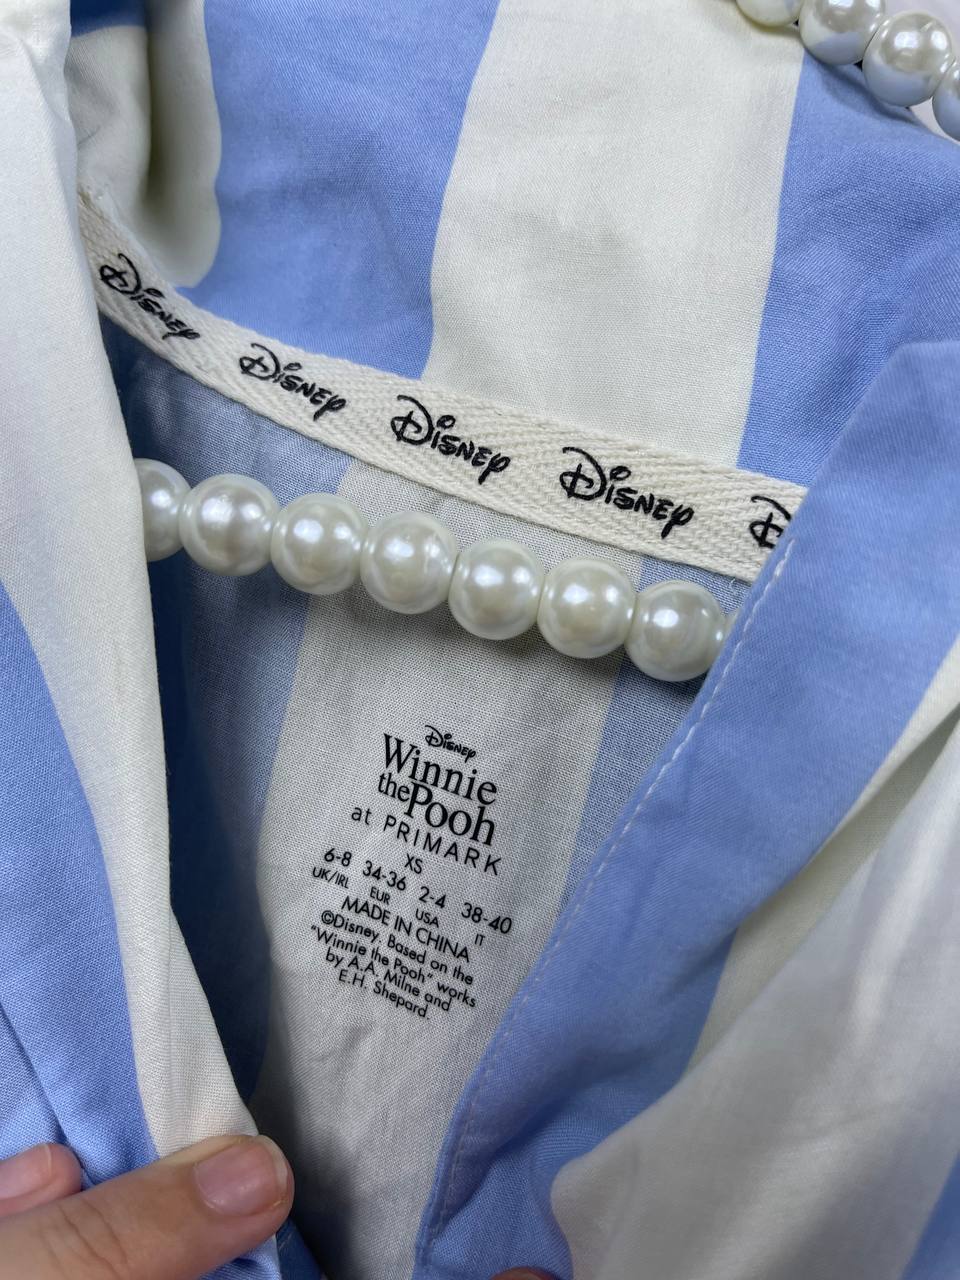 Disney Disney Disney Disney D
Disney
Winnie
the Pooh
at PRIMARK
XS
6-8 34-36 2-4 38-40
UK/IRL EUR USA IT
MADE IN CHINA
©Disney. Based on the
"Winnie the Pooh" works
by A.A. Milne and
E.H. Shepard.